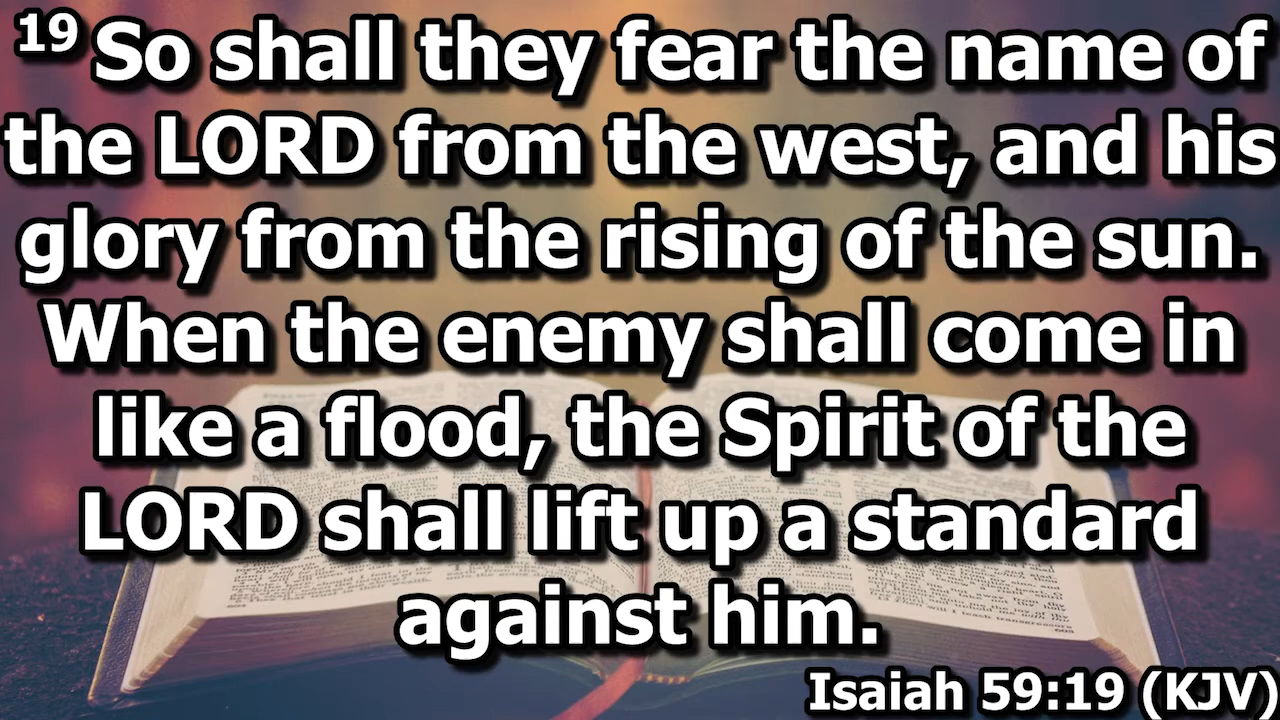 19 So shall they fear the name of
the LORD from the west, and his
glory from the rising of the sun.
When the enemy shall come in
like a flood, the Spirit of the
LORD shall lift up a standard
against him.
Isaiah 59:19 (KJV)